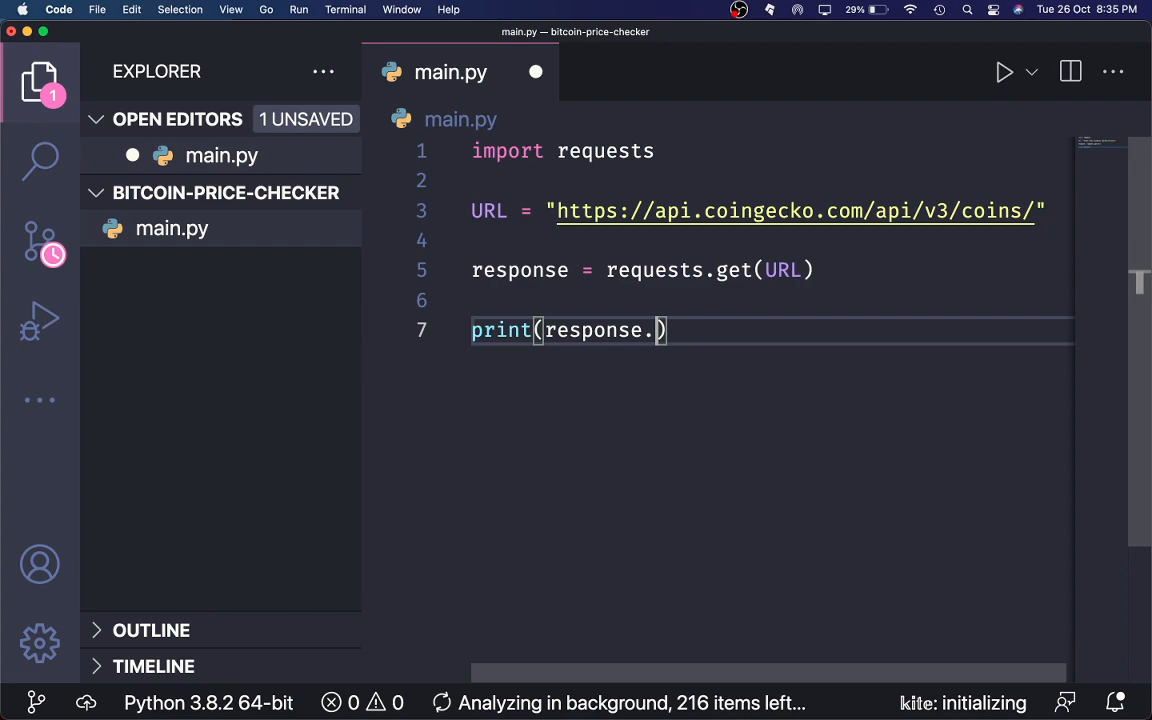 Code File Edit Selection View Go Run Terminal Window Help 29% Tue 26 Oct 8:35 PM
main.py — bitcoin-price-checker
EXPLORER
main.py
1
OPEN EDITORS 1 UNSAVED
main.py
main.py
BITCOIN-PRICE-CHECKER
main.py
1 import requests
2
3 URL = "https://api.coingecko.com/api/v3/coins/"
4
5 response = requests.get(URL)
6
7 print(response.)
OUTLINE
TIMELINE
Python 3.8.2 64-bit 0 0 Analyzing in background, 216 items left... kite: initializing